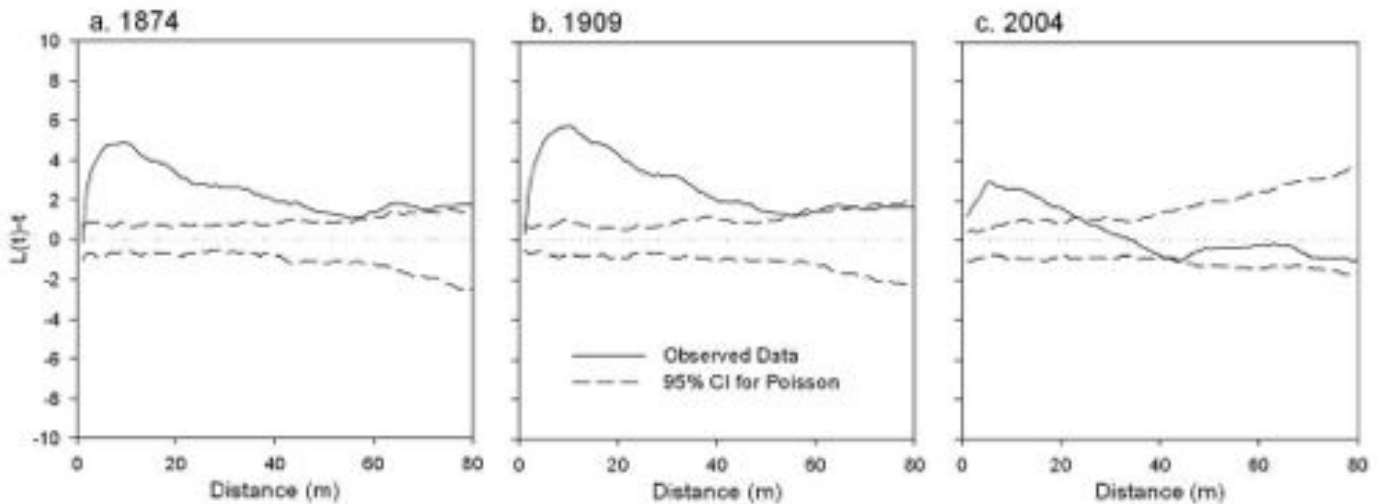 a. 1874
b. 1909
c. 2004
10
8
6
4
2
0
-2
-4
-6
-8
-10
L(t)-t
Observed Data
95% CI for Poisson
0 20 40 60 80
0 20 40 60 80
0 20 40 60 80
Distance (m)
Distance (m)
Distance (m)